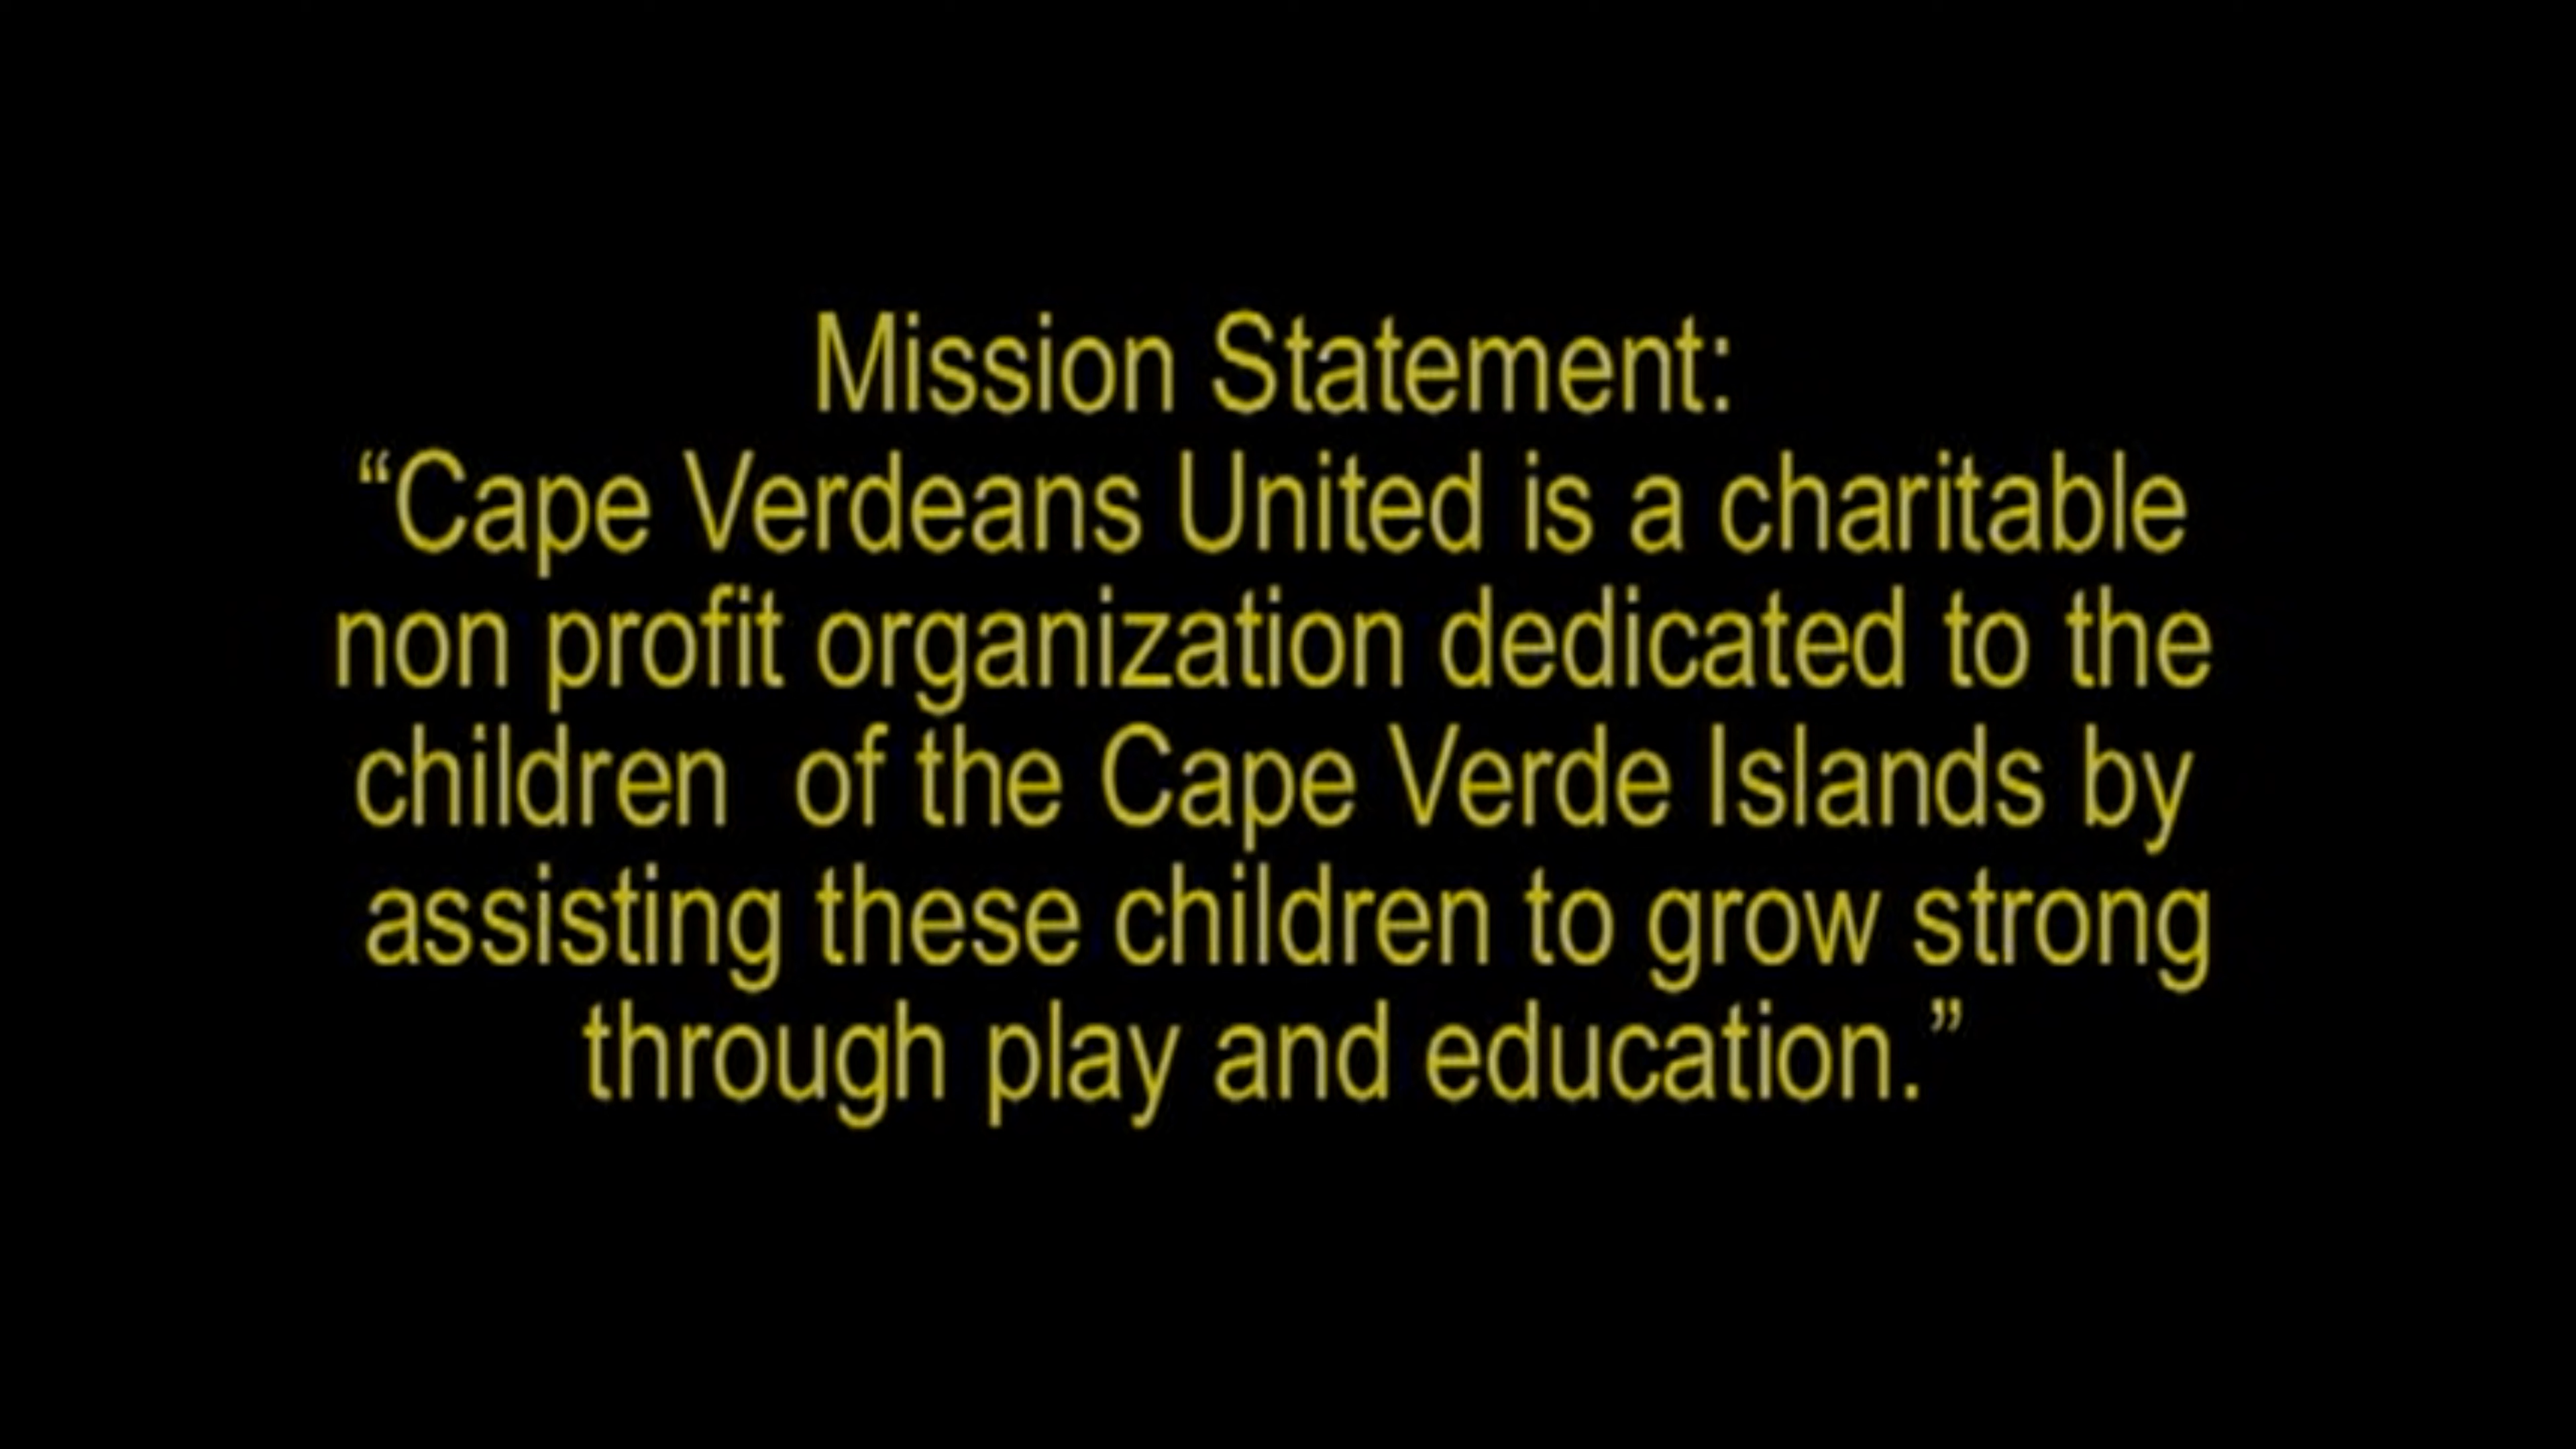 Mission Statement:
“Cape Verdeans United is a charitable
non profit organization dedicated to the
children  of the Cape Verde Islands by
assisting these children to grow strong
through play and education.”